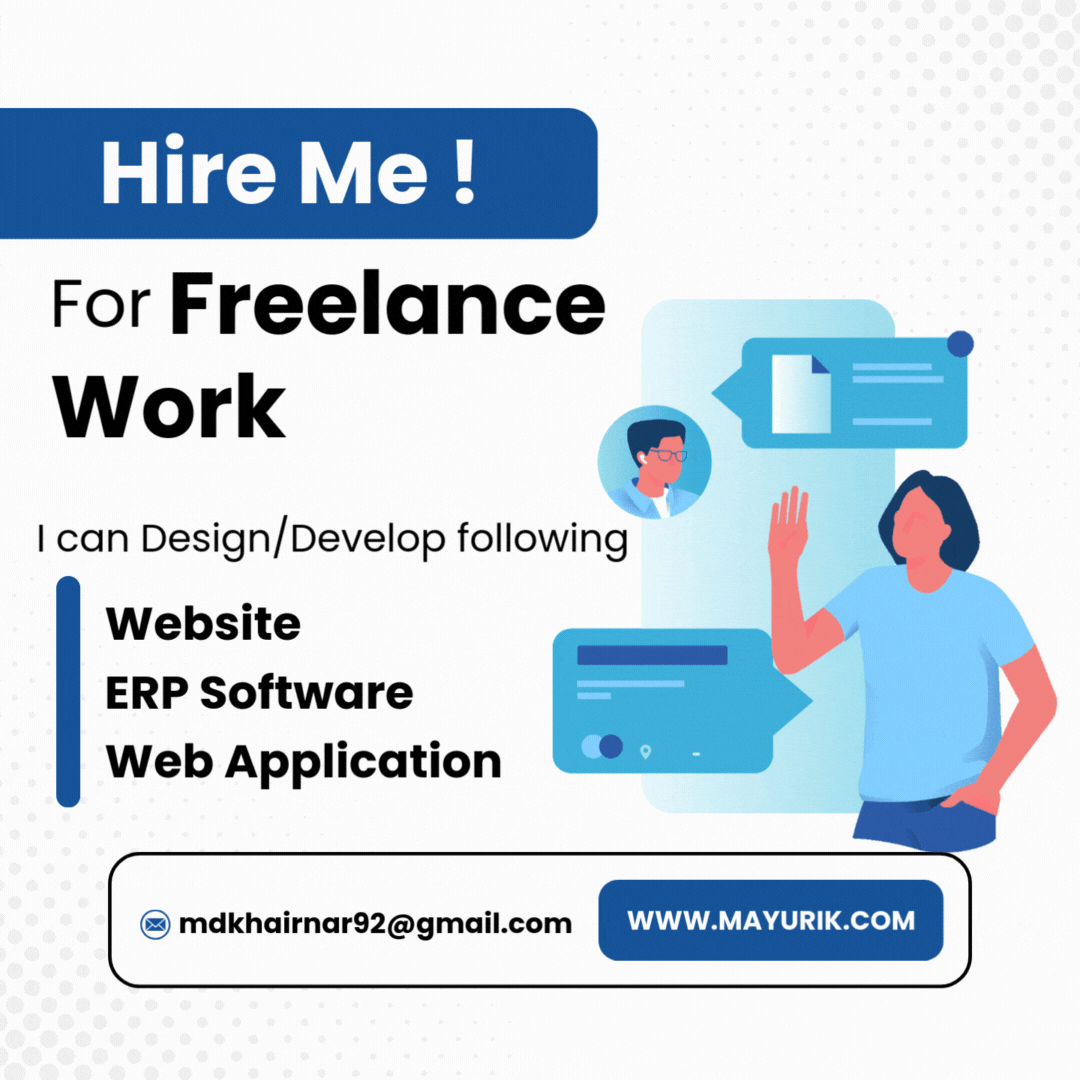 Hire Me !
For Freelance
Work
I can Design/Develop following
Website
ERP Software
Web Application
mdkhairnar92@gmail.com
WWW.MAYURIK.COM